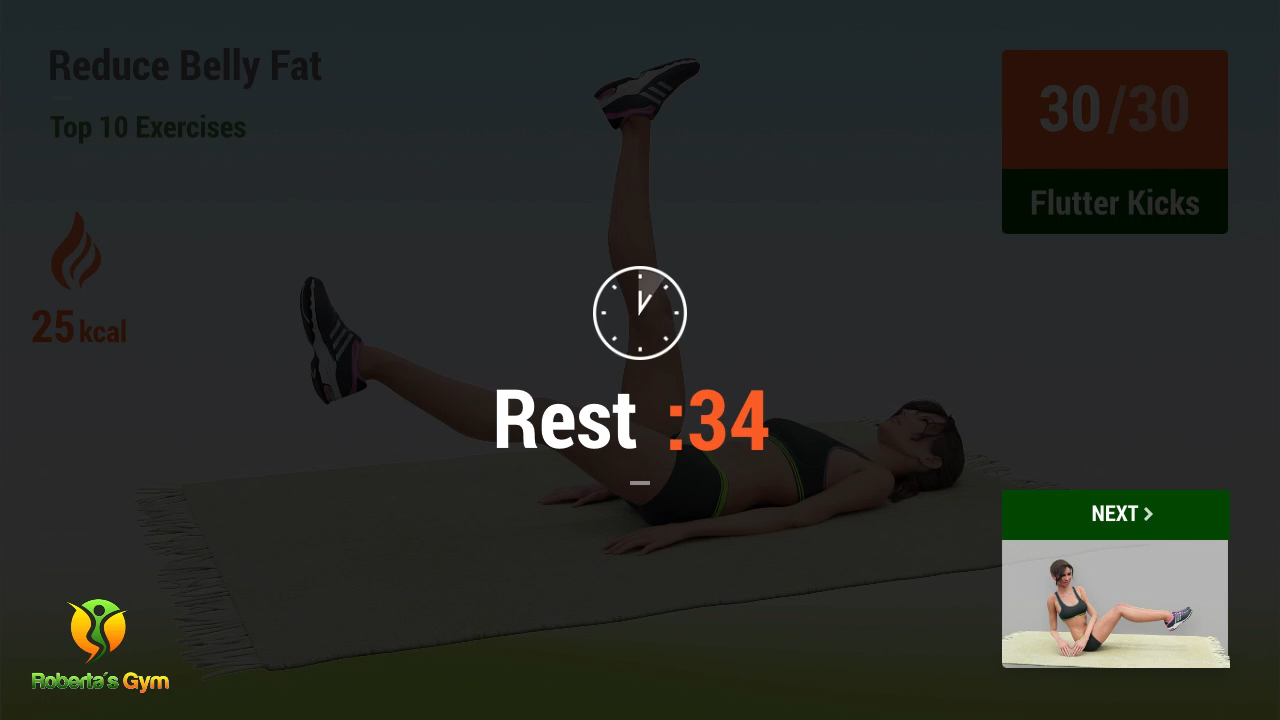 Reduce Belly Fat
Top 10 Exercises
30/30
Flutter Kicks
25 kcal
Rest :34
NEXT >
Roberta's Gym